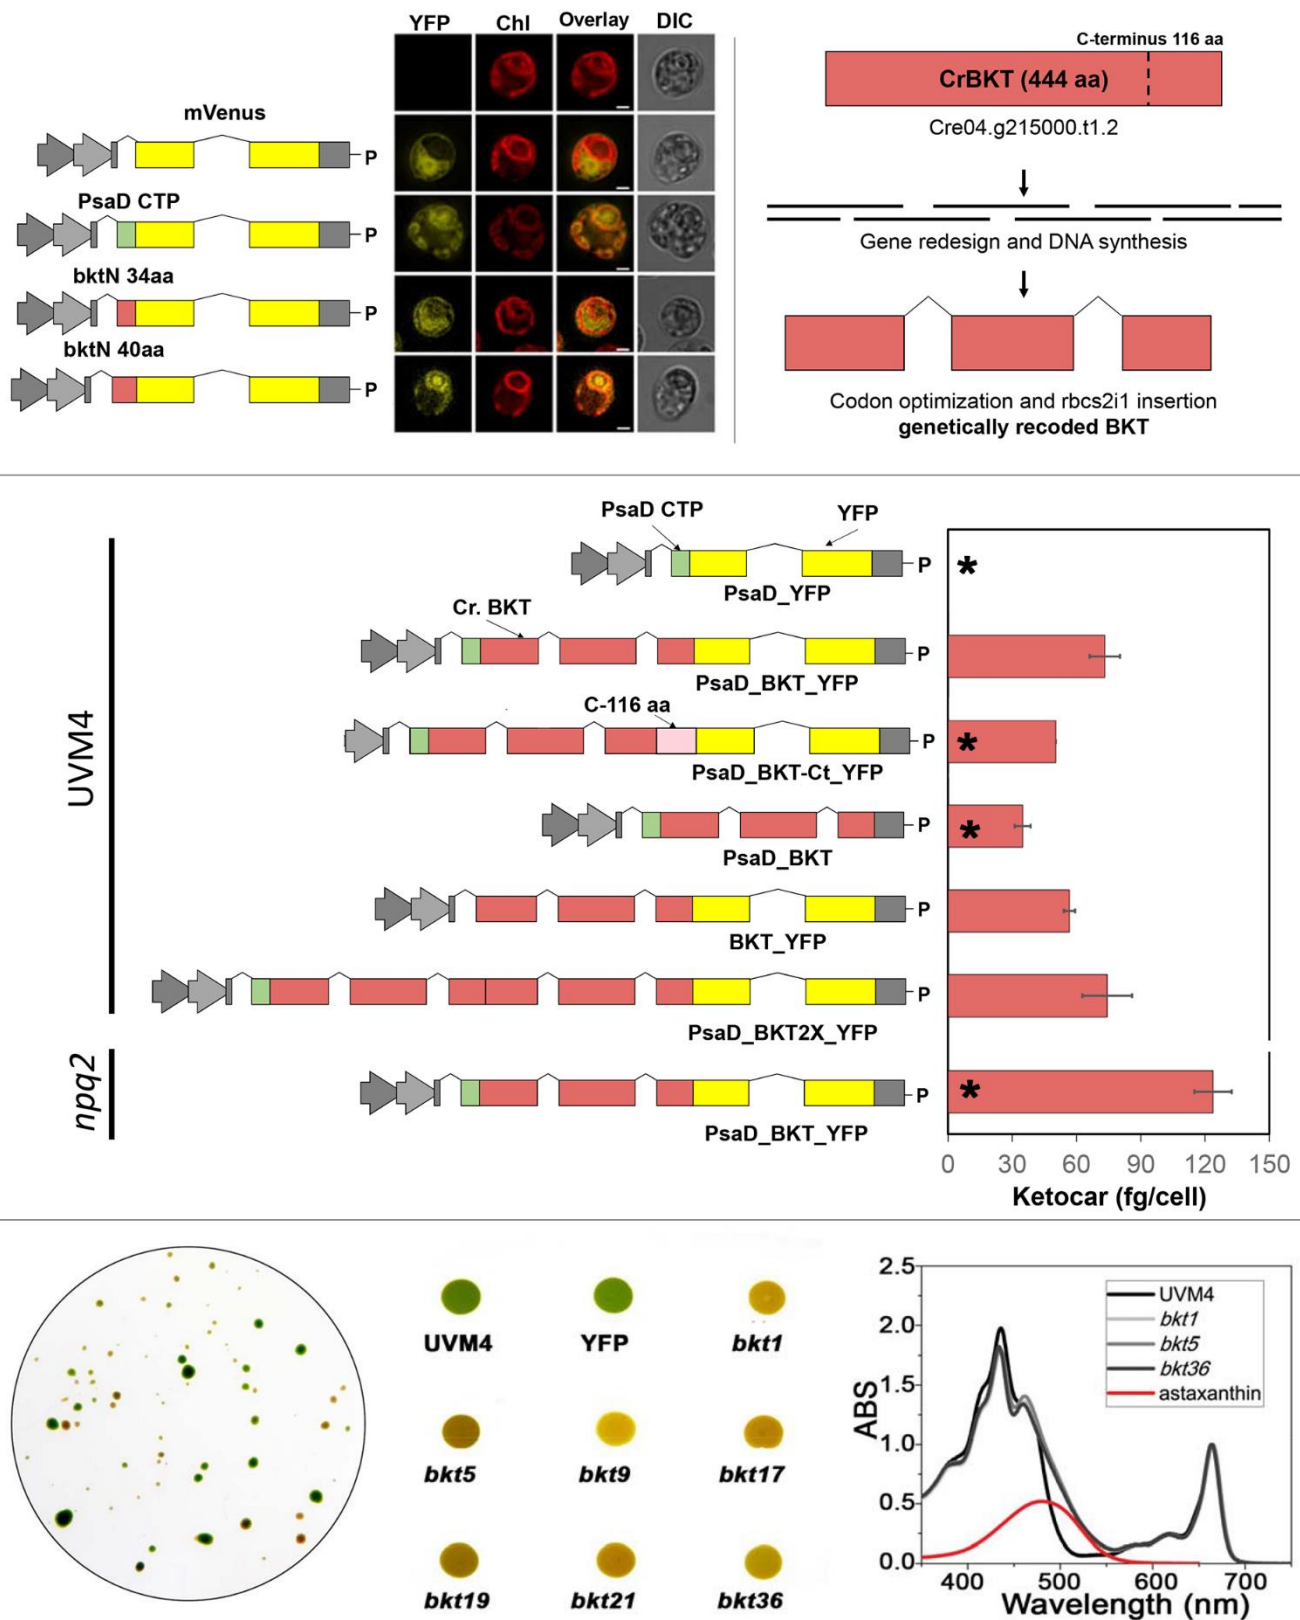 YFP Chl Overlay DIC
mVenus
P
PsaD CTP
P
bktN 34aa
P
bktN 40aa
P
C-terminus 116 aa
CrBKT (444 aa)
Cre04.g215000.t1.2
Gene redesign and DNA synthesis
Codon optimization and rbcs2i1 insertion
genetically recoded BKT
UVM4
PsaD CTP YFP
P
PsaD_YFP
*
Cr. BKT
P
PsaD_BKT_YFP
C-116 aa
P
PsaD_BKT-Ct_YFP
*
P
PsaD_BKT
*
P
BKT_YFP
P
PsaD_BKT2X_YFP
npq2
P
PsaD_BKT_YFP
*
0 30 60 90 120 150
Ketocar (fg/cell)
UVM4 YFP bkt1
bkt5 bkt9 bkt17
bkt19 bkt21 bkt36
ABS
2.5
2.0
1.5
1.0
0.5
0.0
UVM4
bkt1
bkt5
bkt36
astaxanthin
400 500 600 700
Wavelength (nm)